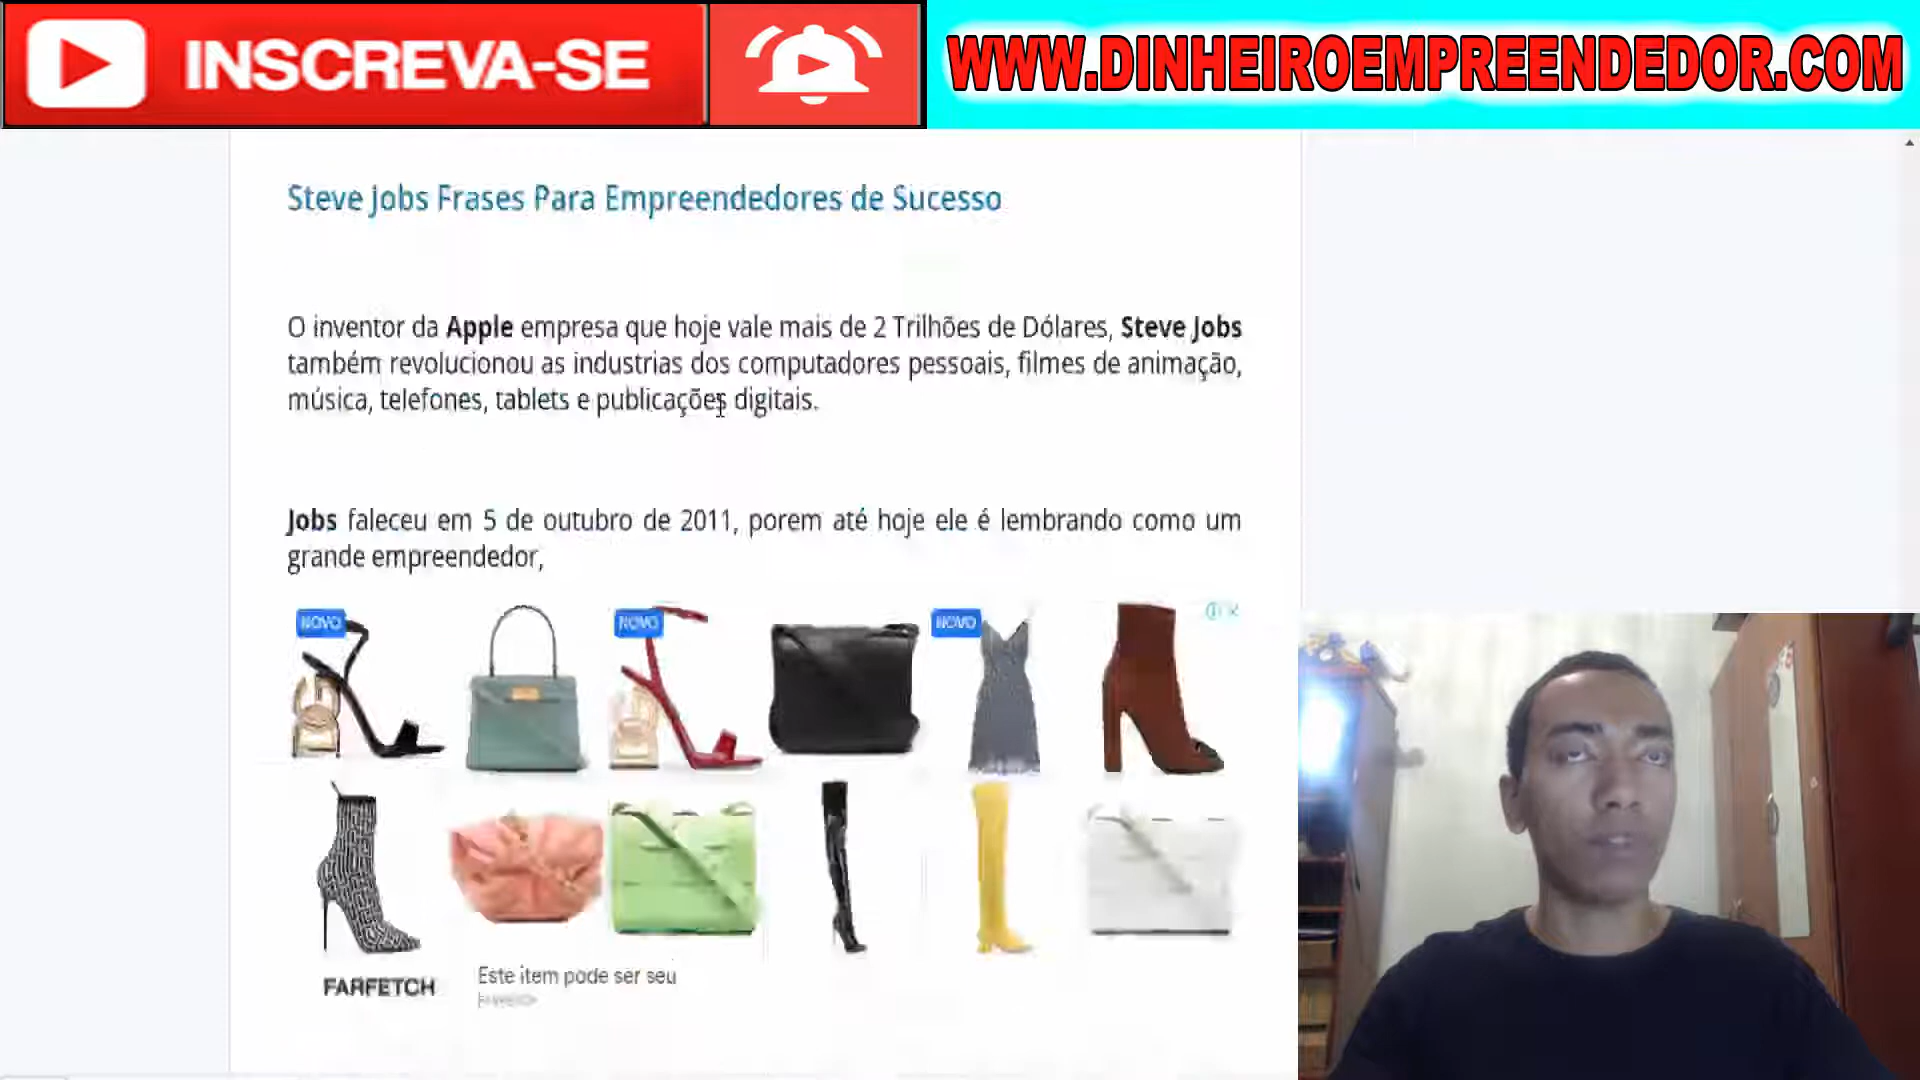 INSCREVA-SE
WWW.DINHEIROEMPREENDEDOR.COM
Steve Jobs Frases Para Empreendedores de Sucesso
O inventor da Apple empresa que hoje vale mais de 2 Trilhões de Dólares, Steve Jobs
também revolucionou as industrias dos computadores pessoais, filmes de animação,
música, telefones, tablets e publicações digitais.
Jobs faleceu em 5 de outubro de 2011, porem até hoje ele é lembrando como um
grande empreendedor,
NOVO
NOVO
NOVO
FARFETCH
Este item pode ser seu